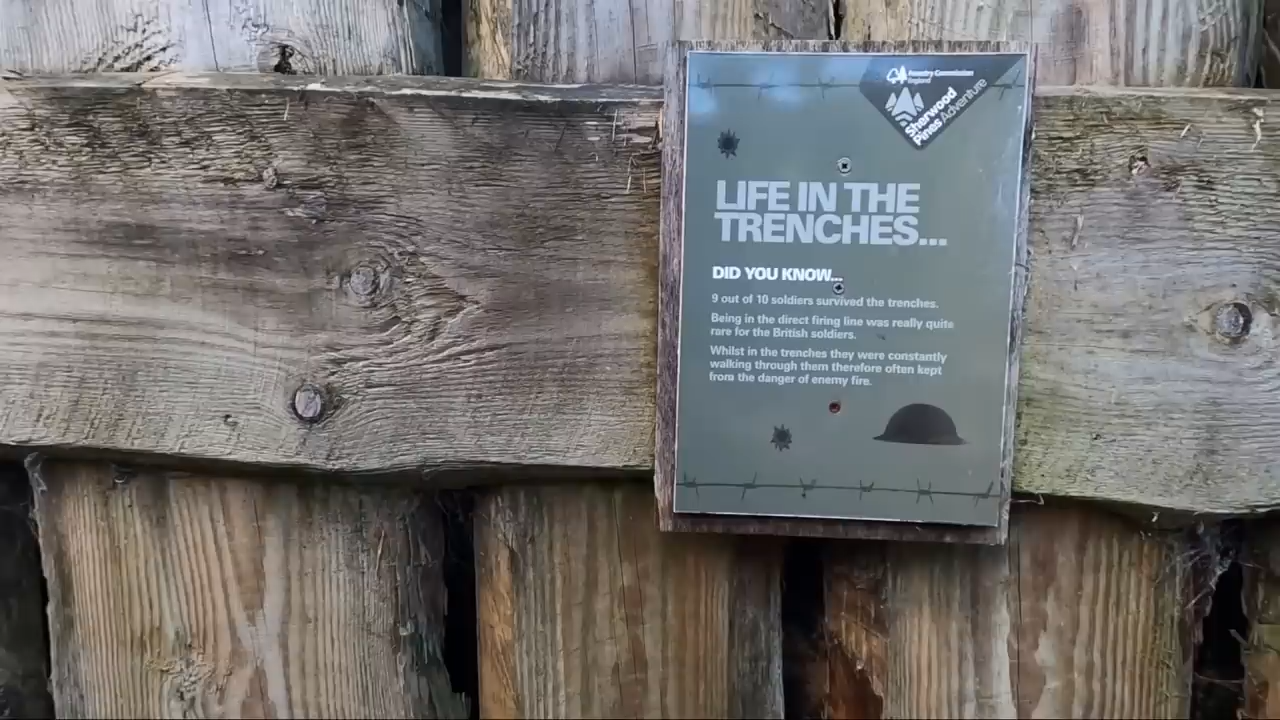 Forestry Commission
England
Sherwood
Pines Adventure
LIFE IN THE
TRENCHES...
DID YOU KNOW...
9 out of 10 soldiers survived the trenches.
Being in the direct firing line was really quite
rare for the British soldiers.
Whilst in the trenches they were constantly
walking through them therefore often kept
from the danger of enemy fire.